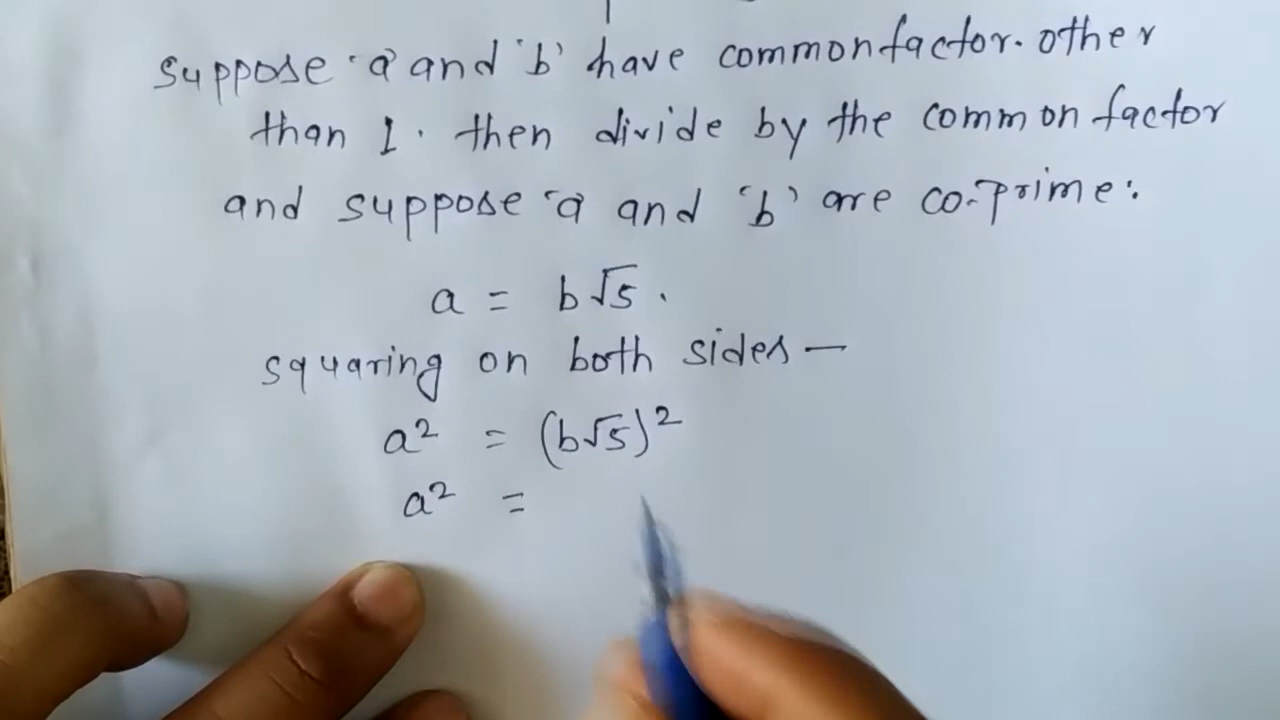 suppose 'a' and 'b' have common factor. other
than 1. then divide by the common factor
and suppose 'a' and 'b' are co-prime.
a = b√5.
squaring on both sides —
a² = (b√5)²
a² =